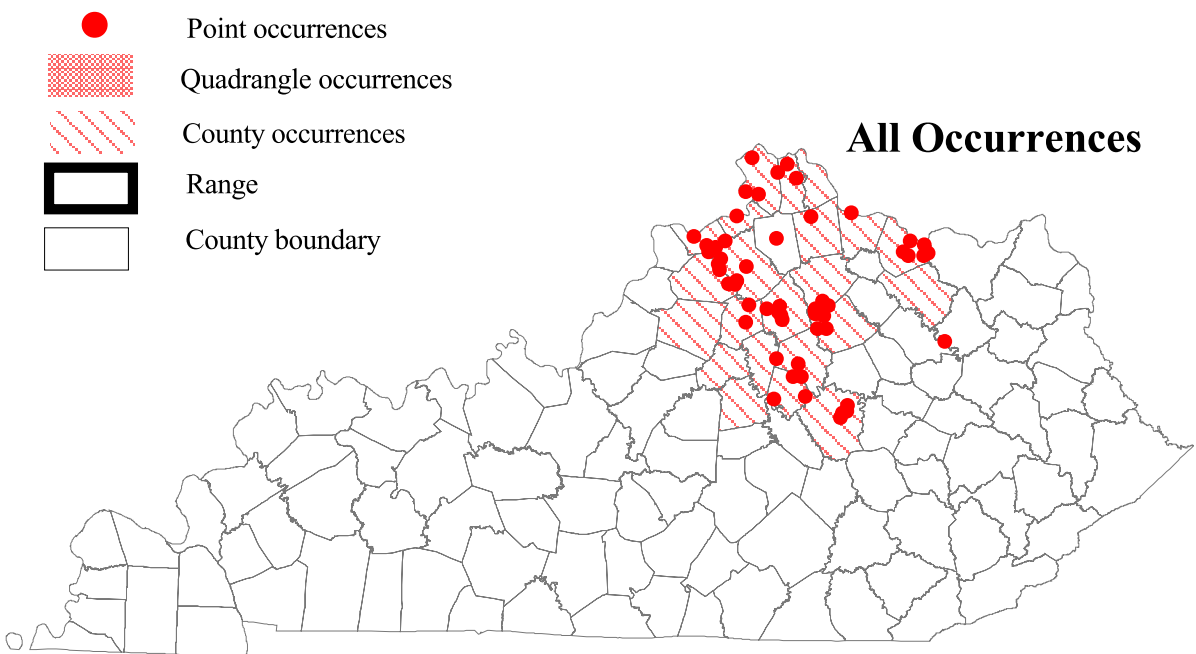 Point occurrences
Quadrangle occurrences
County occurrences
All Occurrences
Range
County boundary